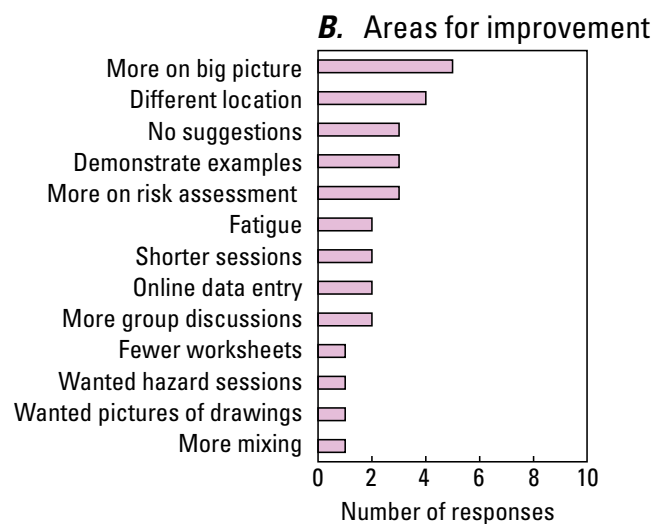 B. Areas for improvement
More on big picture
Different location
No suggestions
Demonstrate examples
More on risk assessment
Fatigue
Shorter sessions
Online data entry
More group discussions
Fewer worksheets
Wanted hazard sessions
Wanted pictures of drawings
More mixing
0 2 4 6 8 10
Number of responses